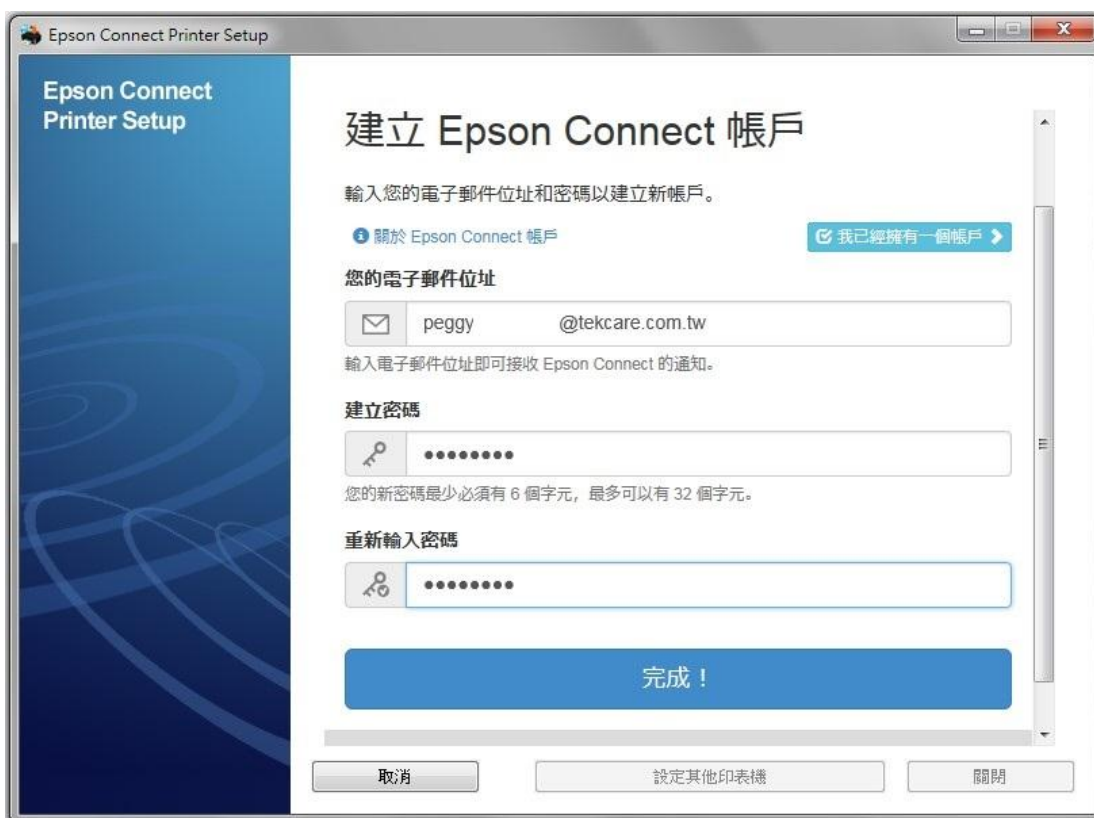 Epson Connect Printer Setup
Epson Connect
Printer Setup
建立 Epson Connect 帳戶
輸入您的電子郵件位址和密碼以建立新帳戶。
關於 Epson Connect 帳戶
我已經擁有一個帳戶
您的電子郵件位址
peggy @tekcare.com.tw
輸入電子郵件位址即可接收 Epson Connect 的通知。
建立密碼
••••••••
您的新密碼最少必須有 6 個字元，最多可以有 32 個字元。
重新輸入密碼
••••••••
完成！
取消
設定其他印表機
關閉